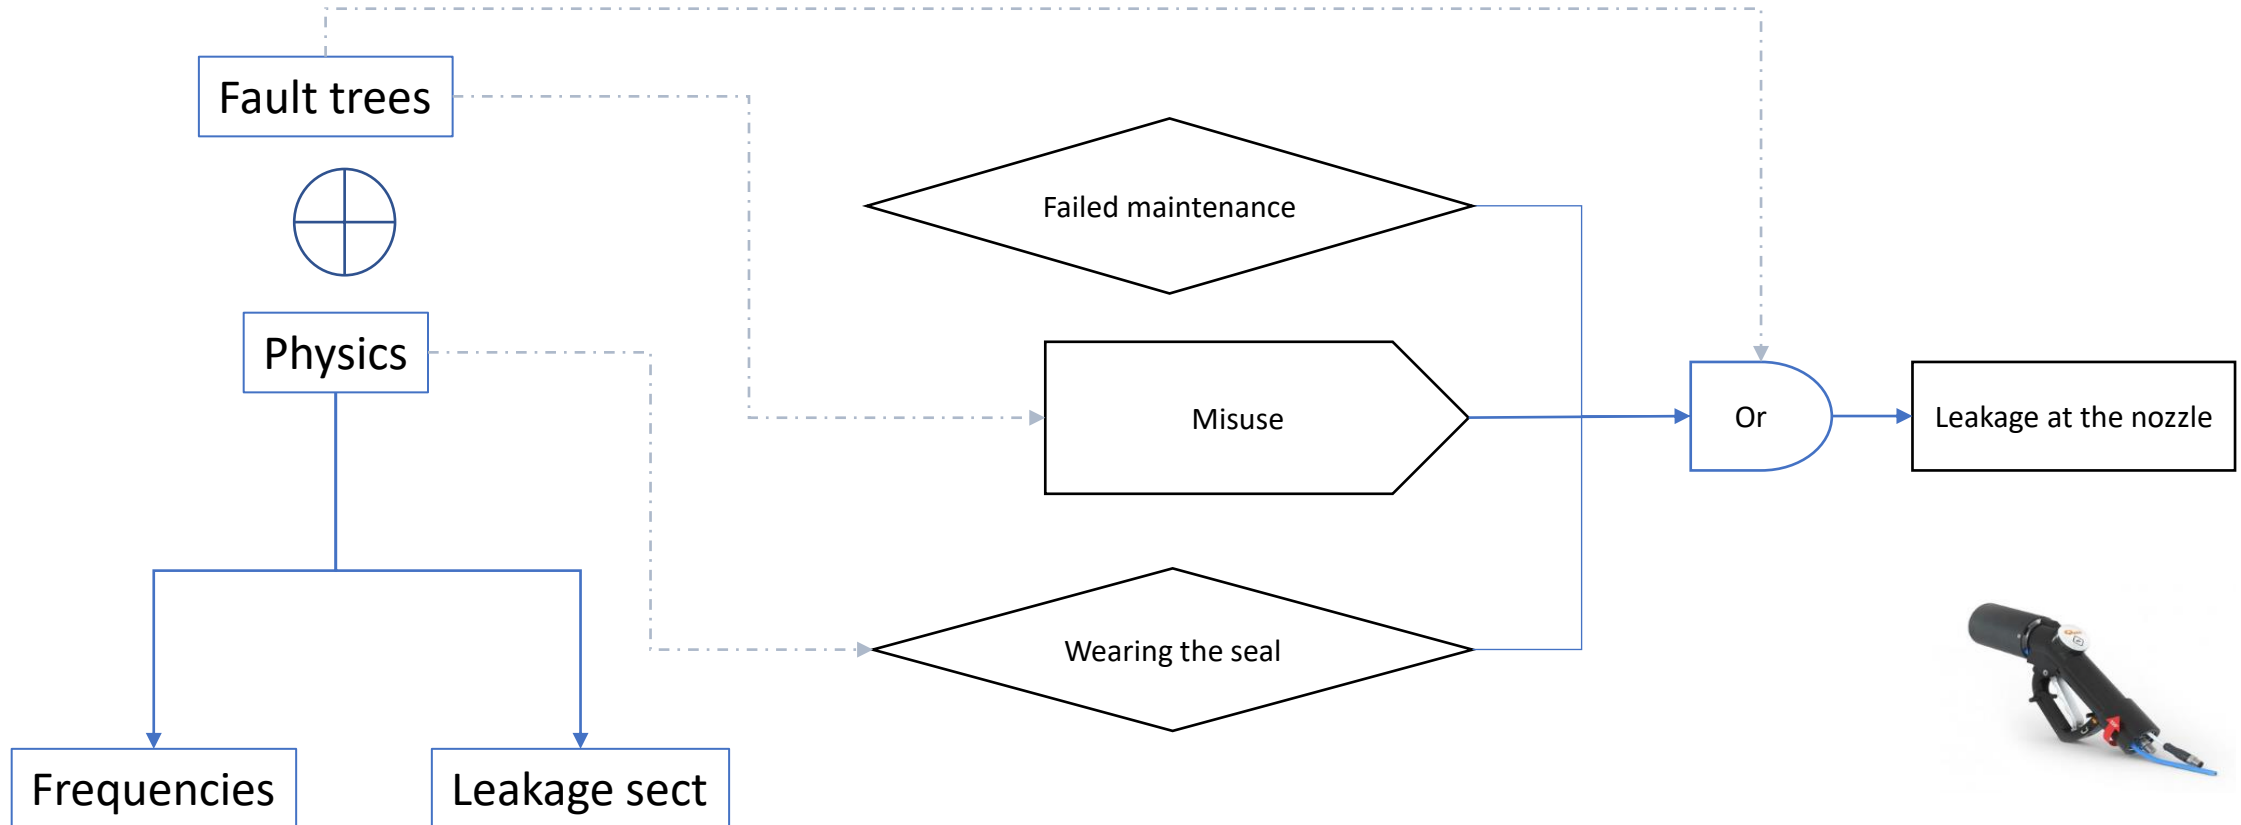 Fault trees
Failed maintenance
Physics
Misuse
Or
Leakage at the nozzle
Wearing the seal
Frequencies
Leakage sect